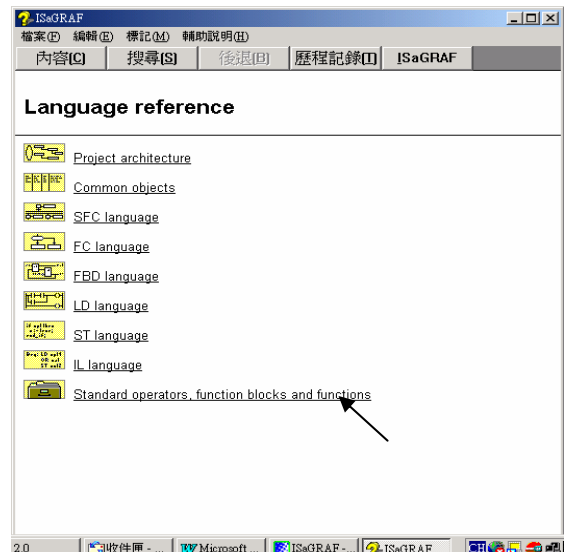 ISaGRAF
檔案(F) 編輯(E) 標記(M) 輔助說明(H)
內容[C] 搜尋[S] 後退[B] 歷程記錄[I] ISaGRAF
Language reference
Project architecture
Common objects
SFC language
FC language
FBD language
LD language
ST language
IL language
Standard operators, function blocks and functions
2.0 收件匣 - ... Microsoft ... ISaGRAF - ... ISaGRAF CH